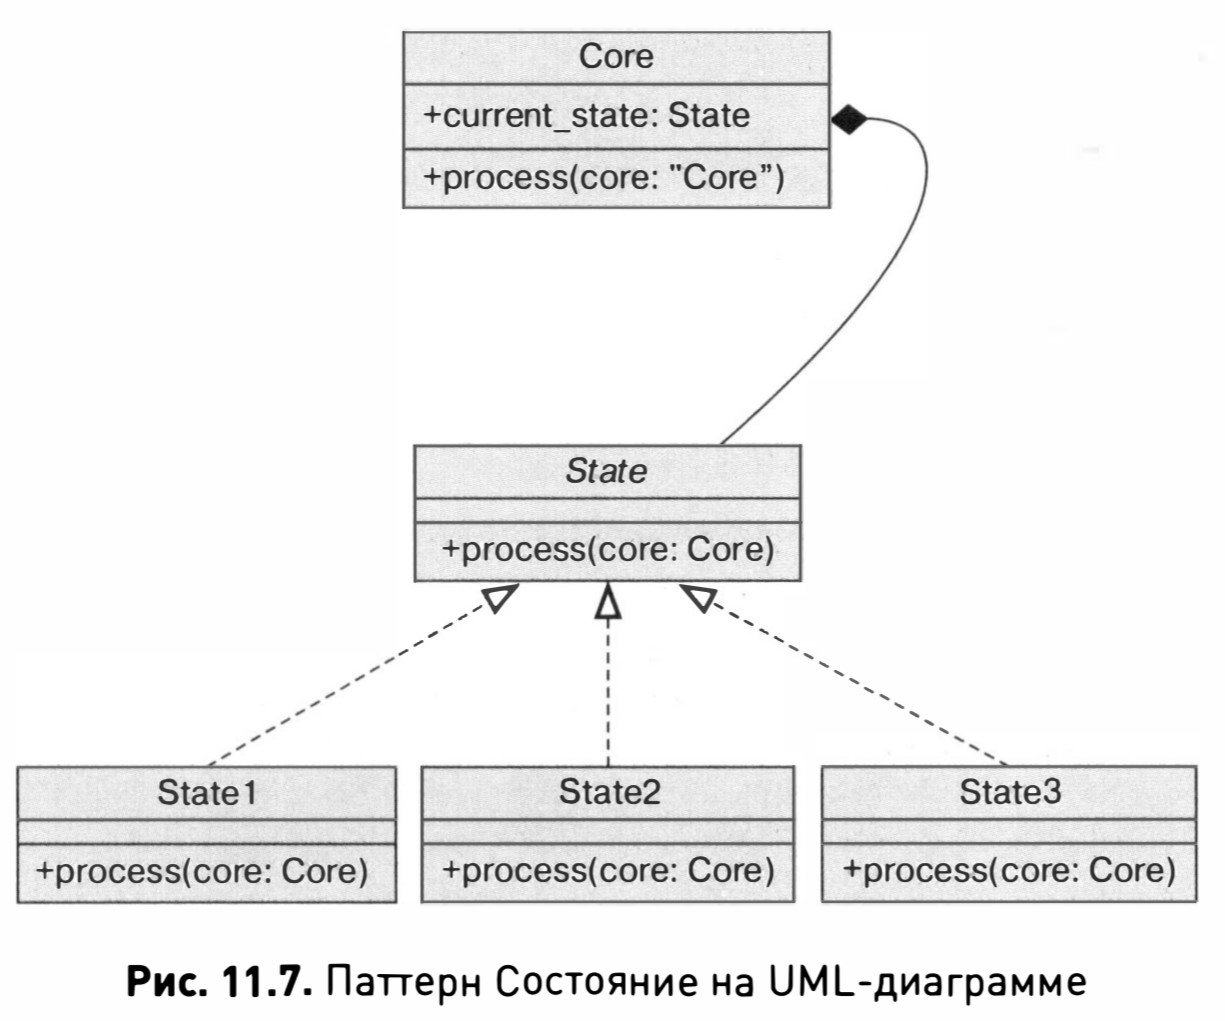 Core
+current_state: State
+process(core: "Core”)
State
+process(core: Core)
State1
+process(core: Core)
State2
+process(core: Core)
State3
+process(core: Core)
Рис. 11.7. Паттерн Состояние на UML-диаграмме